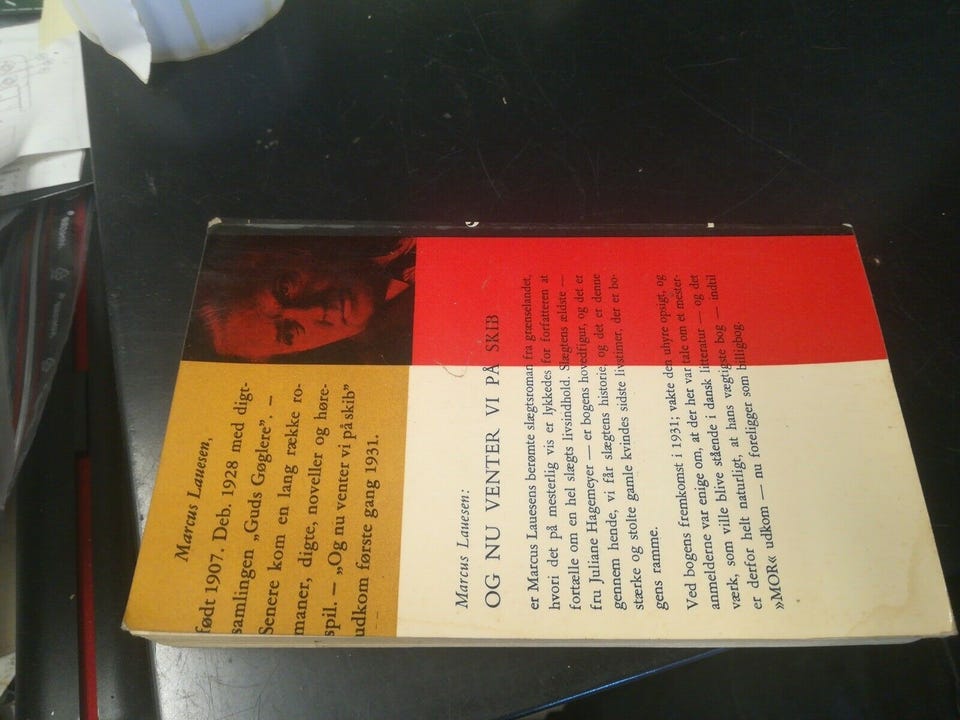 Marcus Lauesen,
født 1907. Deb. 1928 med digt-
samlingen „Guds Gøglere”. –
Senere kom en lang række ro-
maner, digte, noveller og høre-
spil. – „Og nu venter vi på skib”
udkom første gang 1931.
Marcus Lauesen:
OG NU VENTER VI PÅ SKIB
er Marcus Lauesens berømte slægtsroman fra grænselandet,
hvori det på mesterlig vis er lykkedes for forfatteren at
fortælle om en hel slægts livsindhold. Slægtens ældste —
fru Juliane Hagemeyer — er bogens hovedfigur, og det er
gennem hende, vi får slægtens historie, og det er denne
stærke og stolte gamle kvindes sidste livstimer, der er bo-
gens ramme.
Ved bogens fremkomst i 1931; vakte den uhyre opsigt, og
anmelderne var enige om, at der her var tale om et mester-
værk, som ville blive stående i dansk litteratur — og det
er derfor helt naturligt, at hans vægtigste bog — indtil
»MOR« udkom — nu foreligger som billigbog.